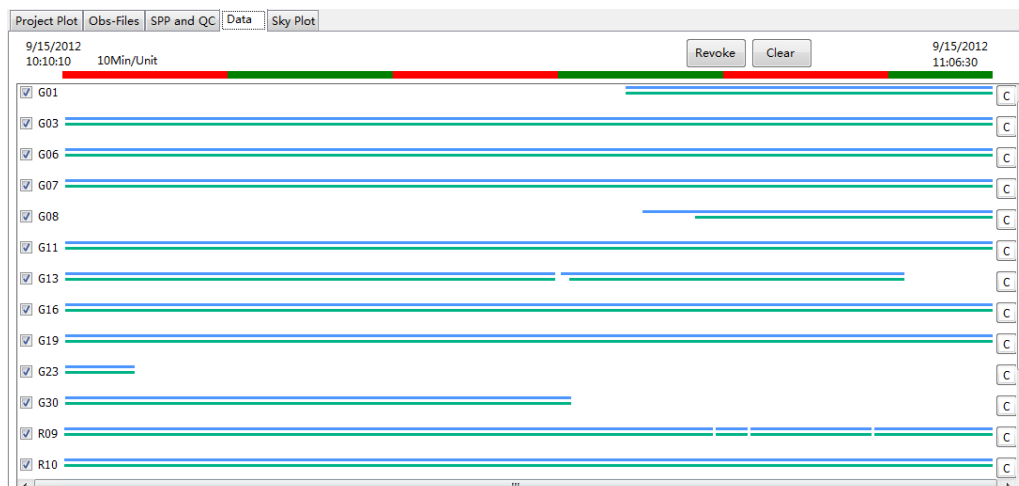 Project Plot Obs-Files SPP and QC Data Sky Plot
9/15/2012 9/15/2012
10:10:10 10Min/Unit Revoke Clear 11:06:30
G01 C
G03 C
G06 C
G07 C
G08 C
G11 C
G13 C
G16 C
G19 C
G23 C
G30 C
R09 C
R10 C